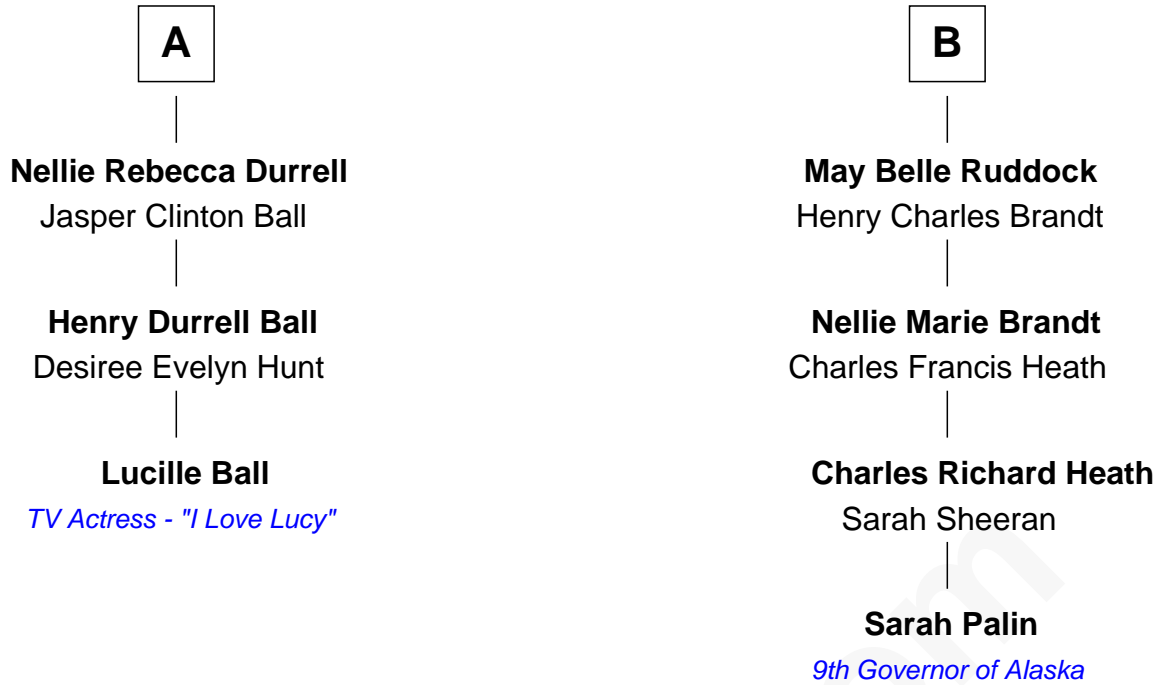 A
Nellie Rebecca Durrell
Jasper Clinton Ball
Henry Durrell Ball
Desiree Evelyn Hunt
Lucille Ball
TV Actress - "I Love Lucy"
B
May Belle Ruddock
Henry Charles Brandt
Nellie Marie Brandt
Charles Francis Heath
Charles Richard Heath
Sarah Sheeran
Sarah Palin
9th Governor of Alaska